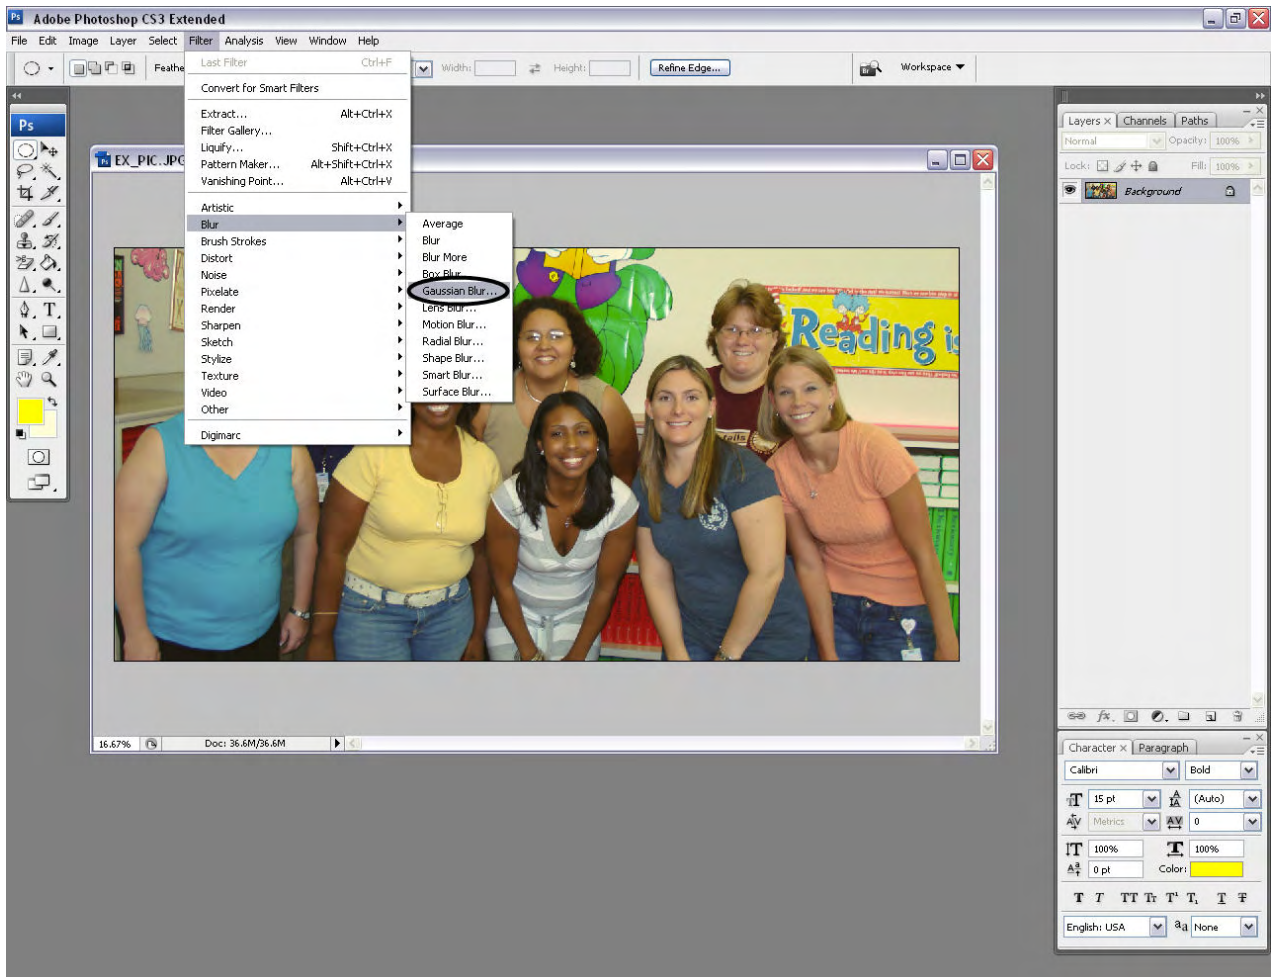 Ps Adobe Photoshop CS3 Extended
File Edit Image Layer Select Filter Analysis View Window Help
Feathe
Width:
Height:
Refine Edge...
Workspace
Last Filter Ctrl+F
Convert for Smart Filters
Extract... Alt+Ctrl+X
Filter Gallery...
Liquify... Shift+Ctrl+X
Pattern Maker... Alt+Shift+Ctrl+X
Vanishing Point... Alt+Ctrl+V
Artistic
Blur
Brush Strokes
Distort
Noise
Pixelate
Render
Sharpen
Sketch
Stylize
Texture
Video
Other
Digimarc
Average
Blur
Blur More
Box Blur
Gaussian Blur...
Lens Blur...
Motion Blur...
Radial Blur...
Shape Blur...
Smart Blur...
Surface Blur...
Ps
EX_PIC.JPG
Reading is
16.67% Doc: 36.6M/36.6M
Layers × Channels Paths
Normal Opacity: 100%
Lock: Fill: 100%
Background
Character × Paragraph
Calibri Bold
15 pt (Auto)
Metrics 0
100% 100%
0 pt Color:
T T TT Tr T¹ T, T T
English: USA aa None